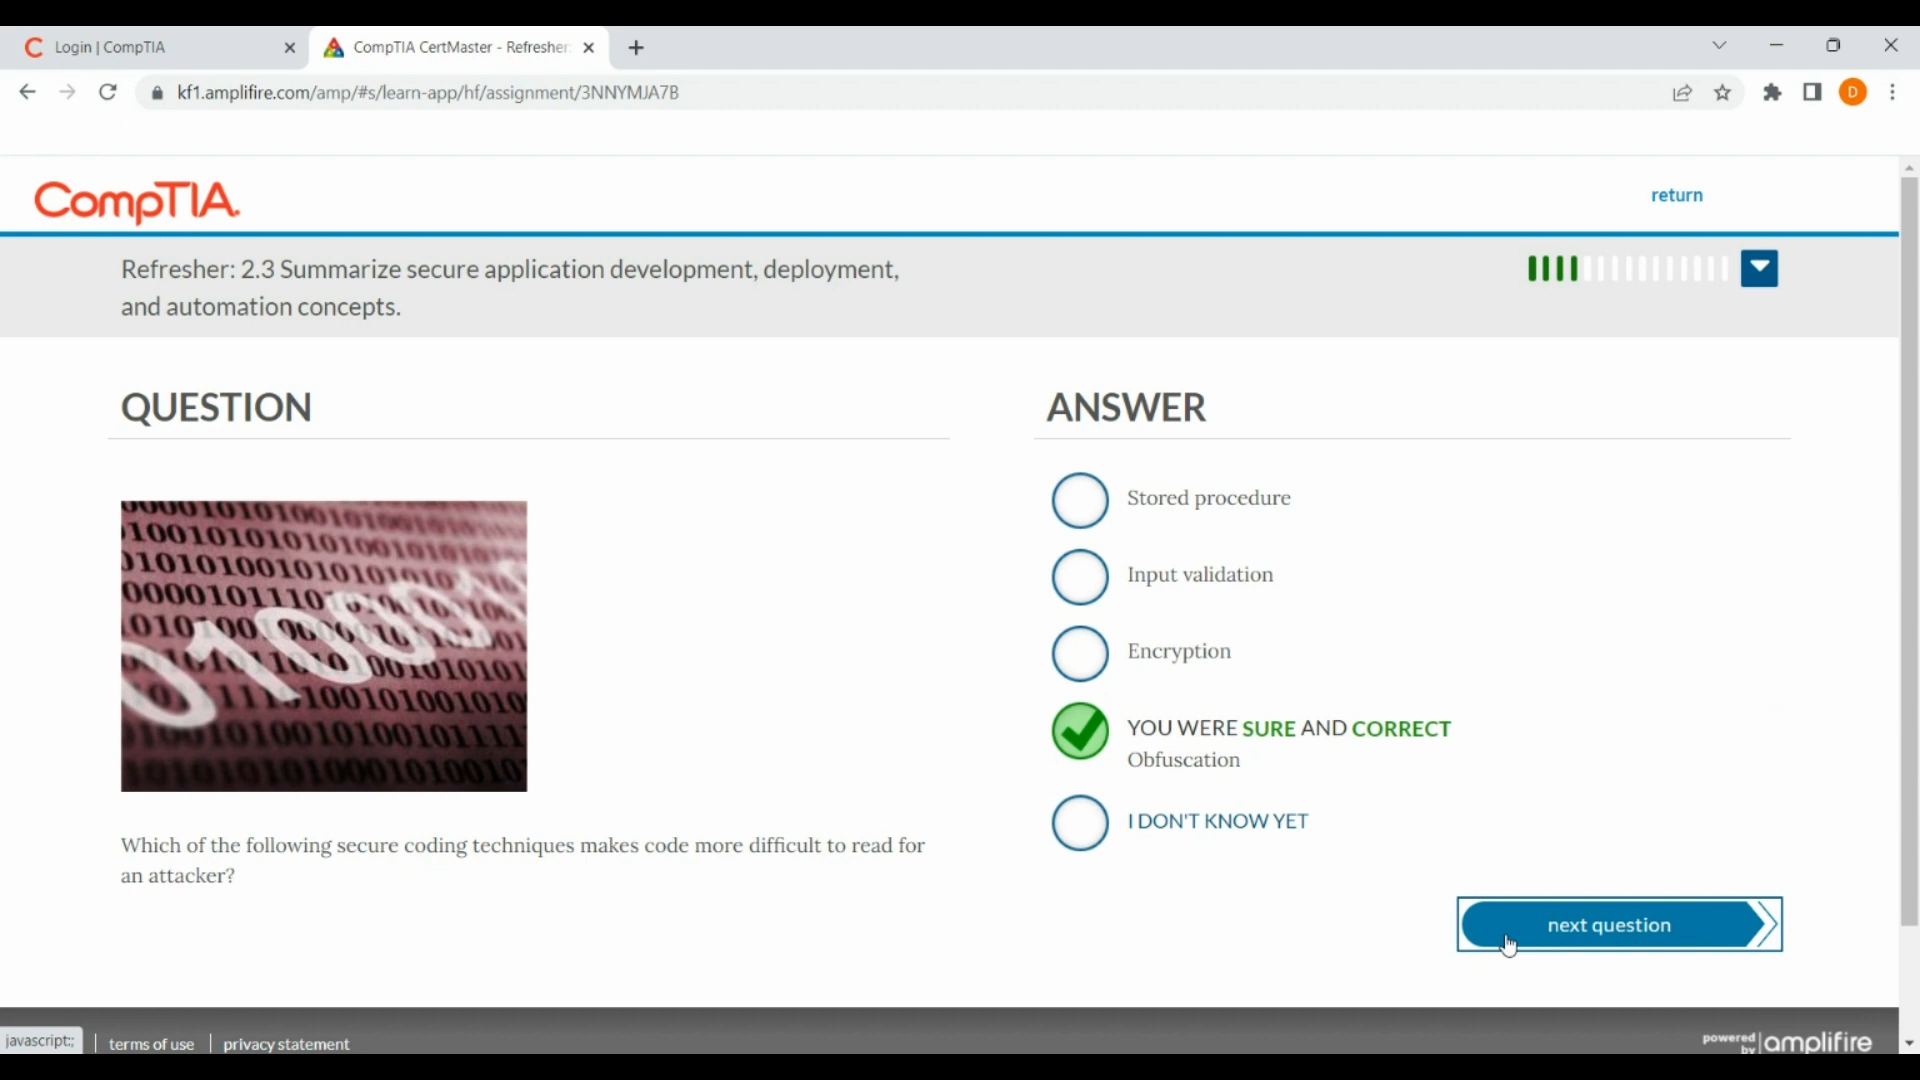 Login | CompTIA
CompTIA CertMaster - Refresher:
kf1.amplifire.com/amp/#s/learn-app/hf/assignment/3NNYMJA7B
D
CompTIA.
return
Refresher: 2.3 Summarize secure application development, deployment,
and automation concepts.
QUESTION
ANSWER
Stored procedure
Input validation
Encryption
YOU WERE SURE AND CORRECT
Obfuscation
I DON'T KNOW YET
Which of the following secure coding techniques makes code more difficult to read for
an attacker?
next question
javascript:;
terms of use
privacy statement
powered by amplifire